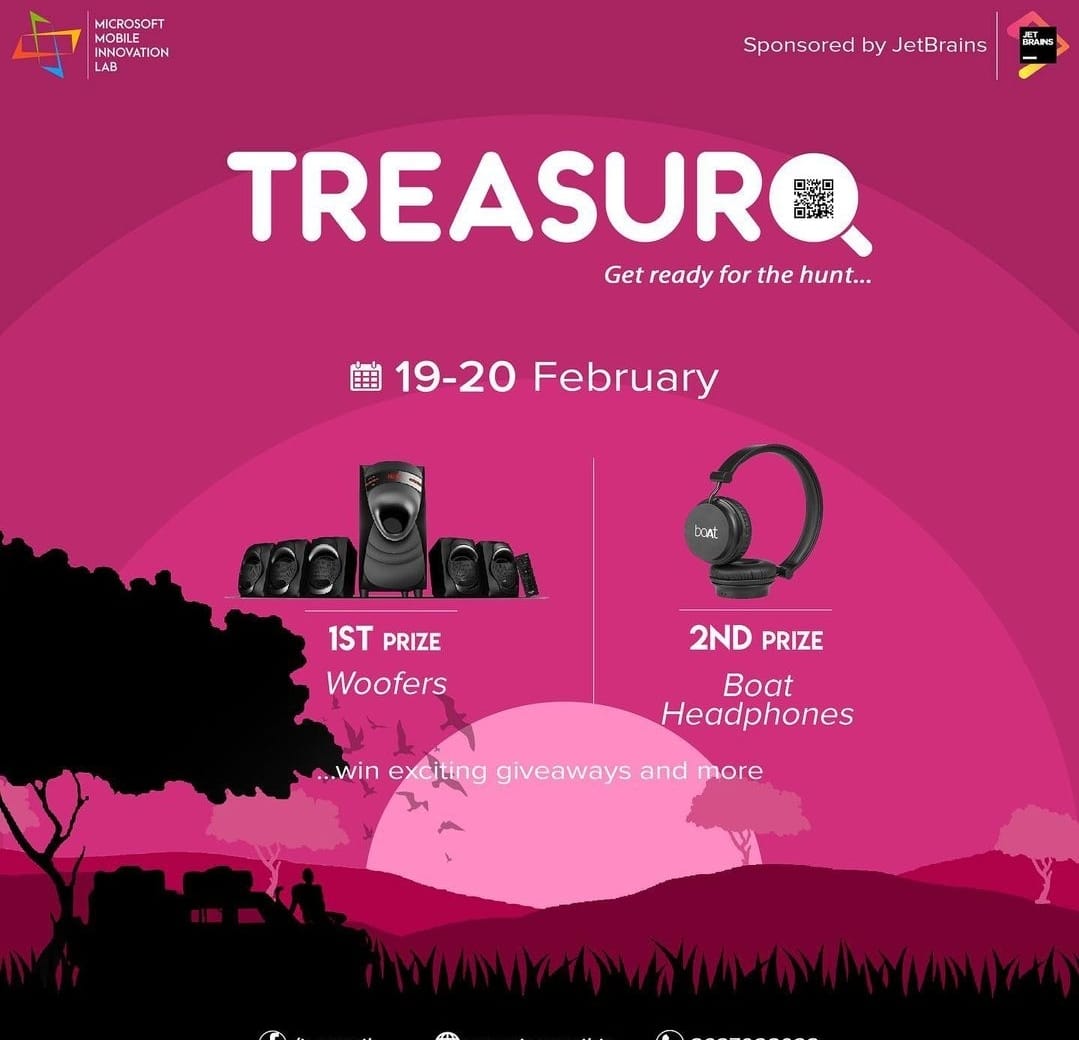 MICROSOFT
MOBILE
INNOVATION
LAB
Sponsored by JetBrains
JET
BRAINS
TREASUR
Get ready for the hunt...
19-20 February
boAt
1ST PRIZE
2ND PRIZE
Woofers
Boat
Headphones
...win exciting giveaways and more